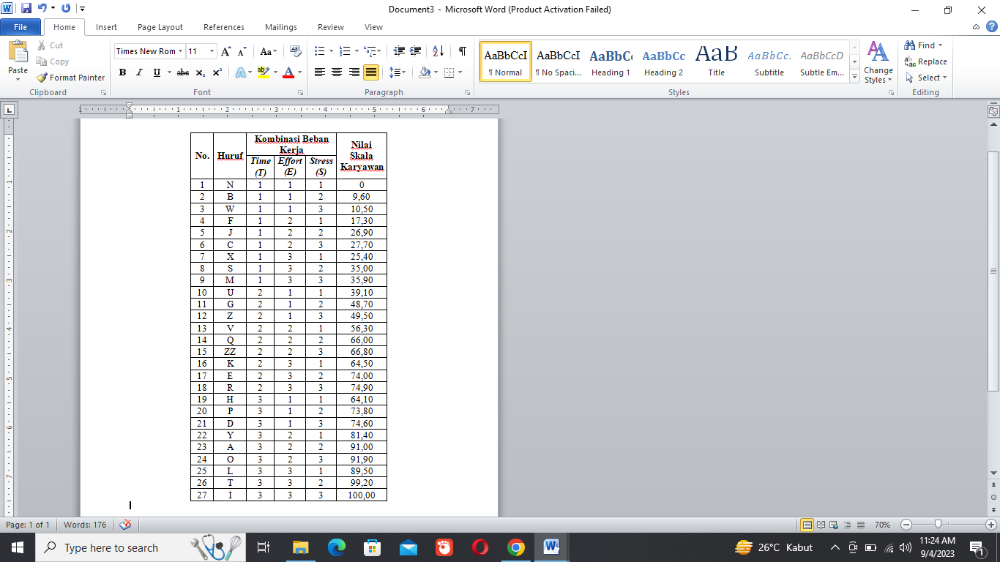 Document3 - Microsoft Word (Product Activation Failed)
File Home Insert Page Layout References Mailings Review View
Paste
Cut
Copy
Format Painter
Clipboard
Times New Rom 11
Font
Paragraph
AaBbCcI AaBbCcI AaBbCc AaBbCc AaB AaBbCc. AaBbCcD
¶ Normal ¶ No Spaci... Heading 1 Heading 2 Title Subtitle Subtle Em...
Change
Styles
Styles
Find
Replace
Select
Editing
1 1 2 3 4 5 6 7
No. Huruf Kombinasi Beban Kerja Nilai Skala Karyawan
Time (T) Effort (E) Stress (S)
1 N 1 1 1 0
2 B 1 1 2 9,60
3 W 1 1 3 10,50
4 F 1 2 1 17,30
5 J 1 2 2 26,90
6 C 1 2 3 27,70
7 X 1 3 1 25,40
8 S 1 3 2 35,00
9 M 1 3 3 35,90
10 U 2 1 1 39,10
11 G 2 1 2 48,70
12 Z 2 1 3 49,50
13 V 2 2 1 56,30
14 Q 2 2 2 66,00
15 ZZ 2 2 3 66,80
16 K 2 3 1 64,50
17 E 2 3 2 74,00
18 R 2 3 3 74,90
19 H 3 1 1 64,10
20 P 3 1 2 73,80
21 D 3 1 3 74,60
22 Y 3 2 1 81,40
23 A 3 2 2 91,00
24 O 3 2 3 91,90
25 L 3 3 1 89,50
26 T 3 3 2 99,20
27 I 3 3 3 100,00
Page: 1 of 1 Words: 176 70%
Type here to search
26°C Kabut
11:24 AM
9/4/2023